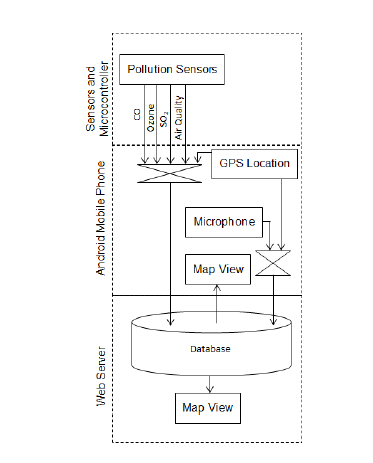 Sensors and
Microcontroller
Pollution Sensors
CO
Ozone
SO₂
Air Quality
Android Mobile Phone
GPS Location
Microphone
Map View
Web Server
Database
Map View